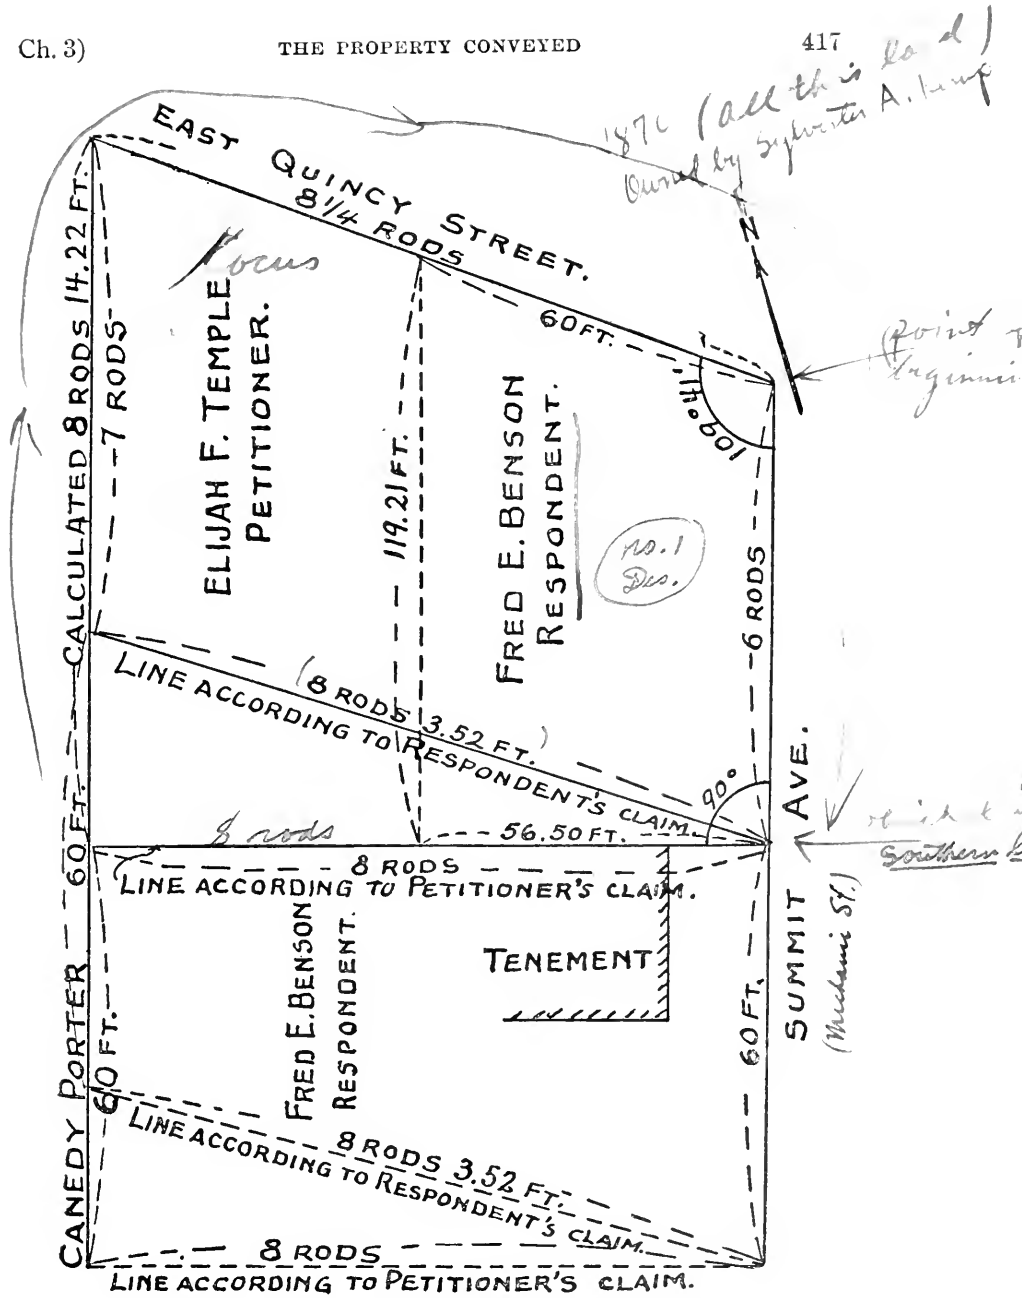 Ch. 3) THE PROPERTY CONVEYED 417
(all this
Owned by Sylvester A.
EAST QUINCY STREET.
8 1/4 RODS
N
Locus
60 FT.
109° 41'
(point
CALCULATED 8 RODS 14.22 FT.
7 RODS
ELIJAH F. TEMPLE
PETITIONER.
119.21 FT.
FRED E. BENSON
RESPONDENT.
no. 1
Des.
6 RODS
(8 RODS 3.52 FT.)
LINE ACCORDING TO RESPONDENT'S CLAIM.
90°
60 FT.
8 rods
56.50 FT.
8 RODS
LINE ACCORDING TO PETITIONER'S CLAIM.
Southern
SUMMIT AVE.
(Mechanic St.)
TENEMENT
FRED E. BENSON
RESPONDENT.
CANEDY PORTER
60 FT.
60 FT.
8 RODS 3.52 FT.
LINE ACCORDING TO RESPONDENT'S CLAIM.
8 RODS
LINE ACCORDING TO PETITIONER'S CLAIM.